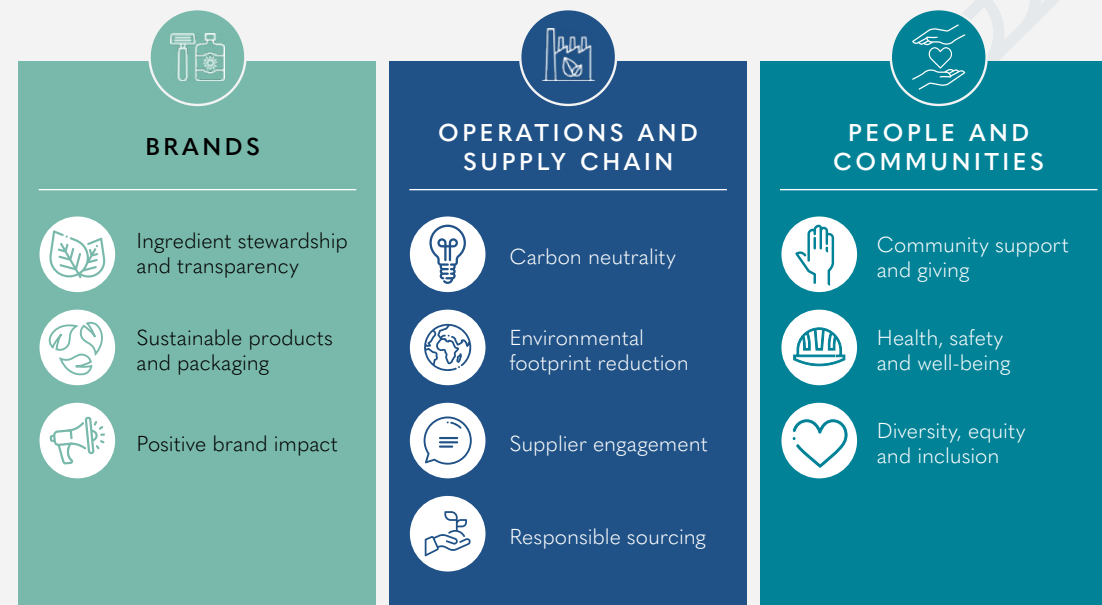 BRANDS
Ingredient stewardship
and transparency
Sustainable products
and packaging
Positive brand impact
OPERATIONS AND
SUPPLY CHAIN
Carbon neutrality
Environmental
footprint reduction
Supplier engagement
Responsible sourcing
PEOPLE AND
COMMUNITIES
Community support
and giving
Health, safety
and well-being
Diversity, equity
and inclusion